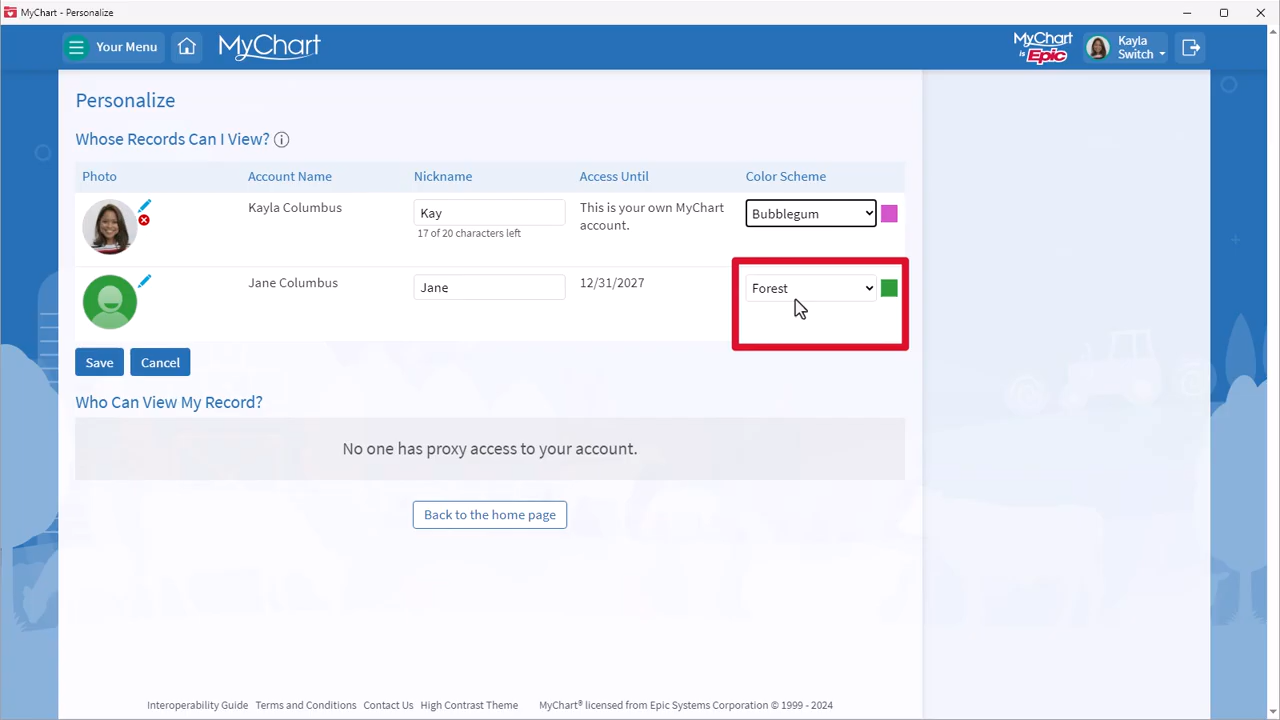 MyChart - Personalize
Your Menu
MyChart
MyChart
is Epic
Kayla
Switch
Personalize
Whose Records Can I View?
Photo Account Name Nickname Access Until Color Scheme
Kayla Columbus
Kay
17 of 20 characters left
This is your own MyChart
account.
Bubblegum
Jane Columbus
Jane
12/31/2027
Forest
Save Cancel
Who Can View My Record?
No one has proxy access to your account.
Back to the home page
Interoperability Guide Terms and Conditions Contact Us High Contrast Theme MyChart® licensed from Epic Systems Corporation © 1999 - 2024